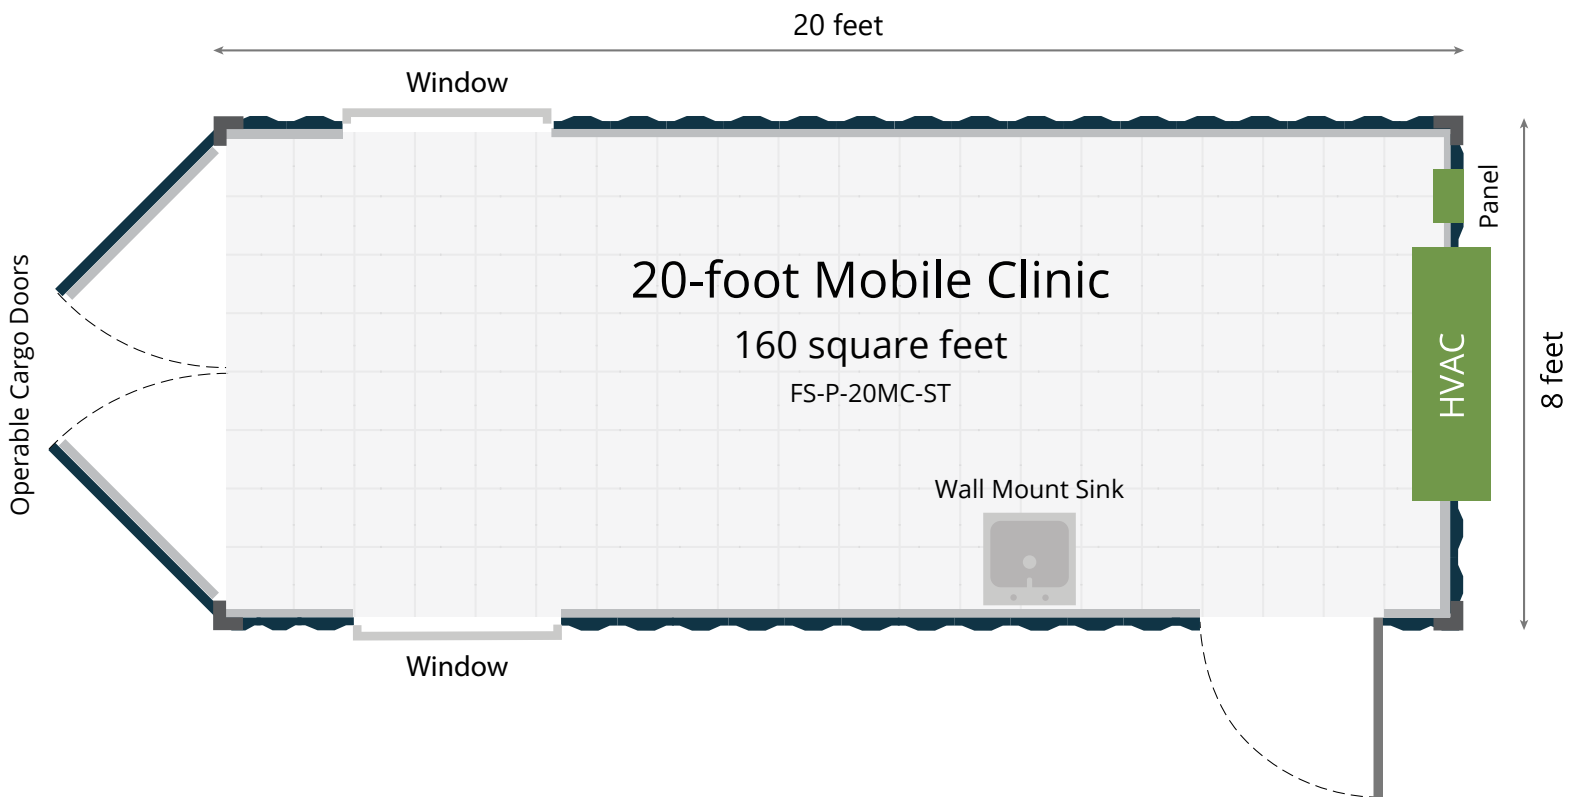 20 feet
Window
Panel
Operable Cargo Doors
20-foot Mobile Clinic
160 square feet
FS-P-20MC-ST
HVAC
8 feet
Wall Mount Sink
Window